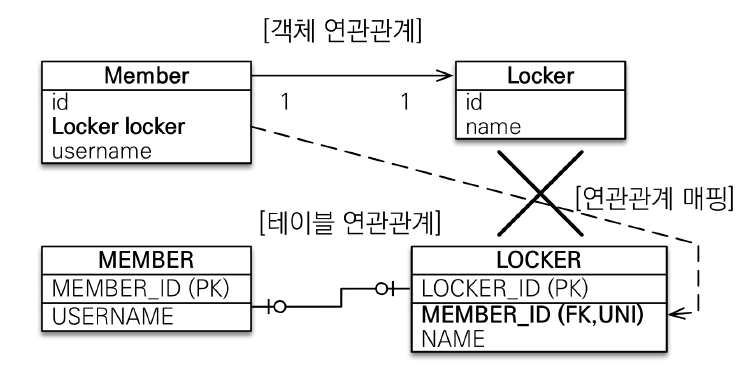 [객체 연관관계]
Member
id
Locker locker
username
1
1
Locker
id
name
[연관관계 매핑]
[테이블 연관관계]
MEMBER
MEMBER_ID (PK)
USERNAME
LOCKER
LOCKER_ID (PK)
MEMBER_ID (FK,UNI)
NAME